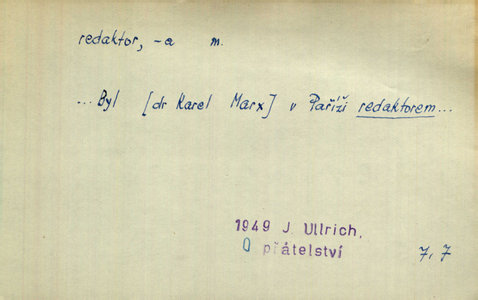 redaktor, -a m.
... Byl [dr Karel Marx] v Paříži redaktorem ...
1949 J. Ullrich,
O přátelství
7, 7